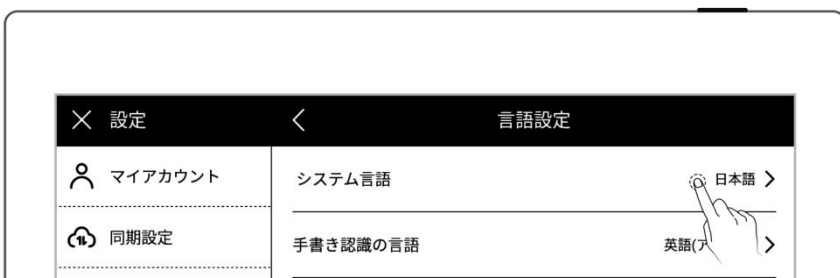 設定
言語設定
マイアカウント
システム言語
日本語
同期設定
手書き認識の言語
英語(ア